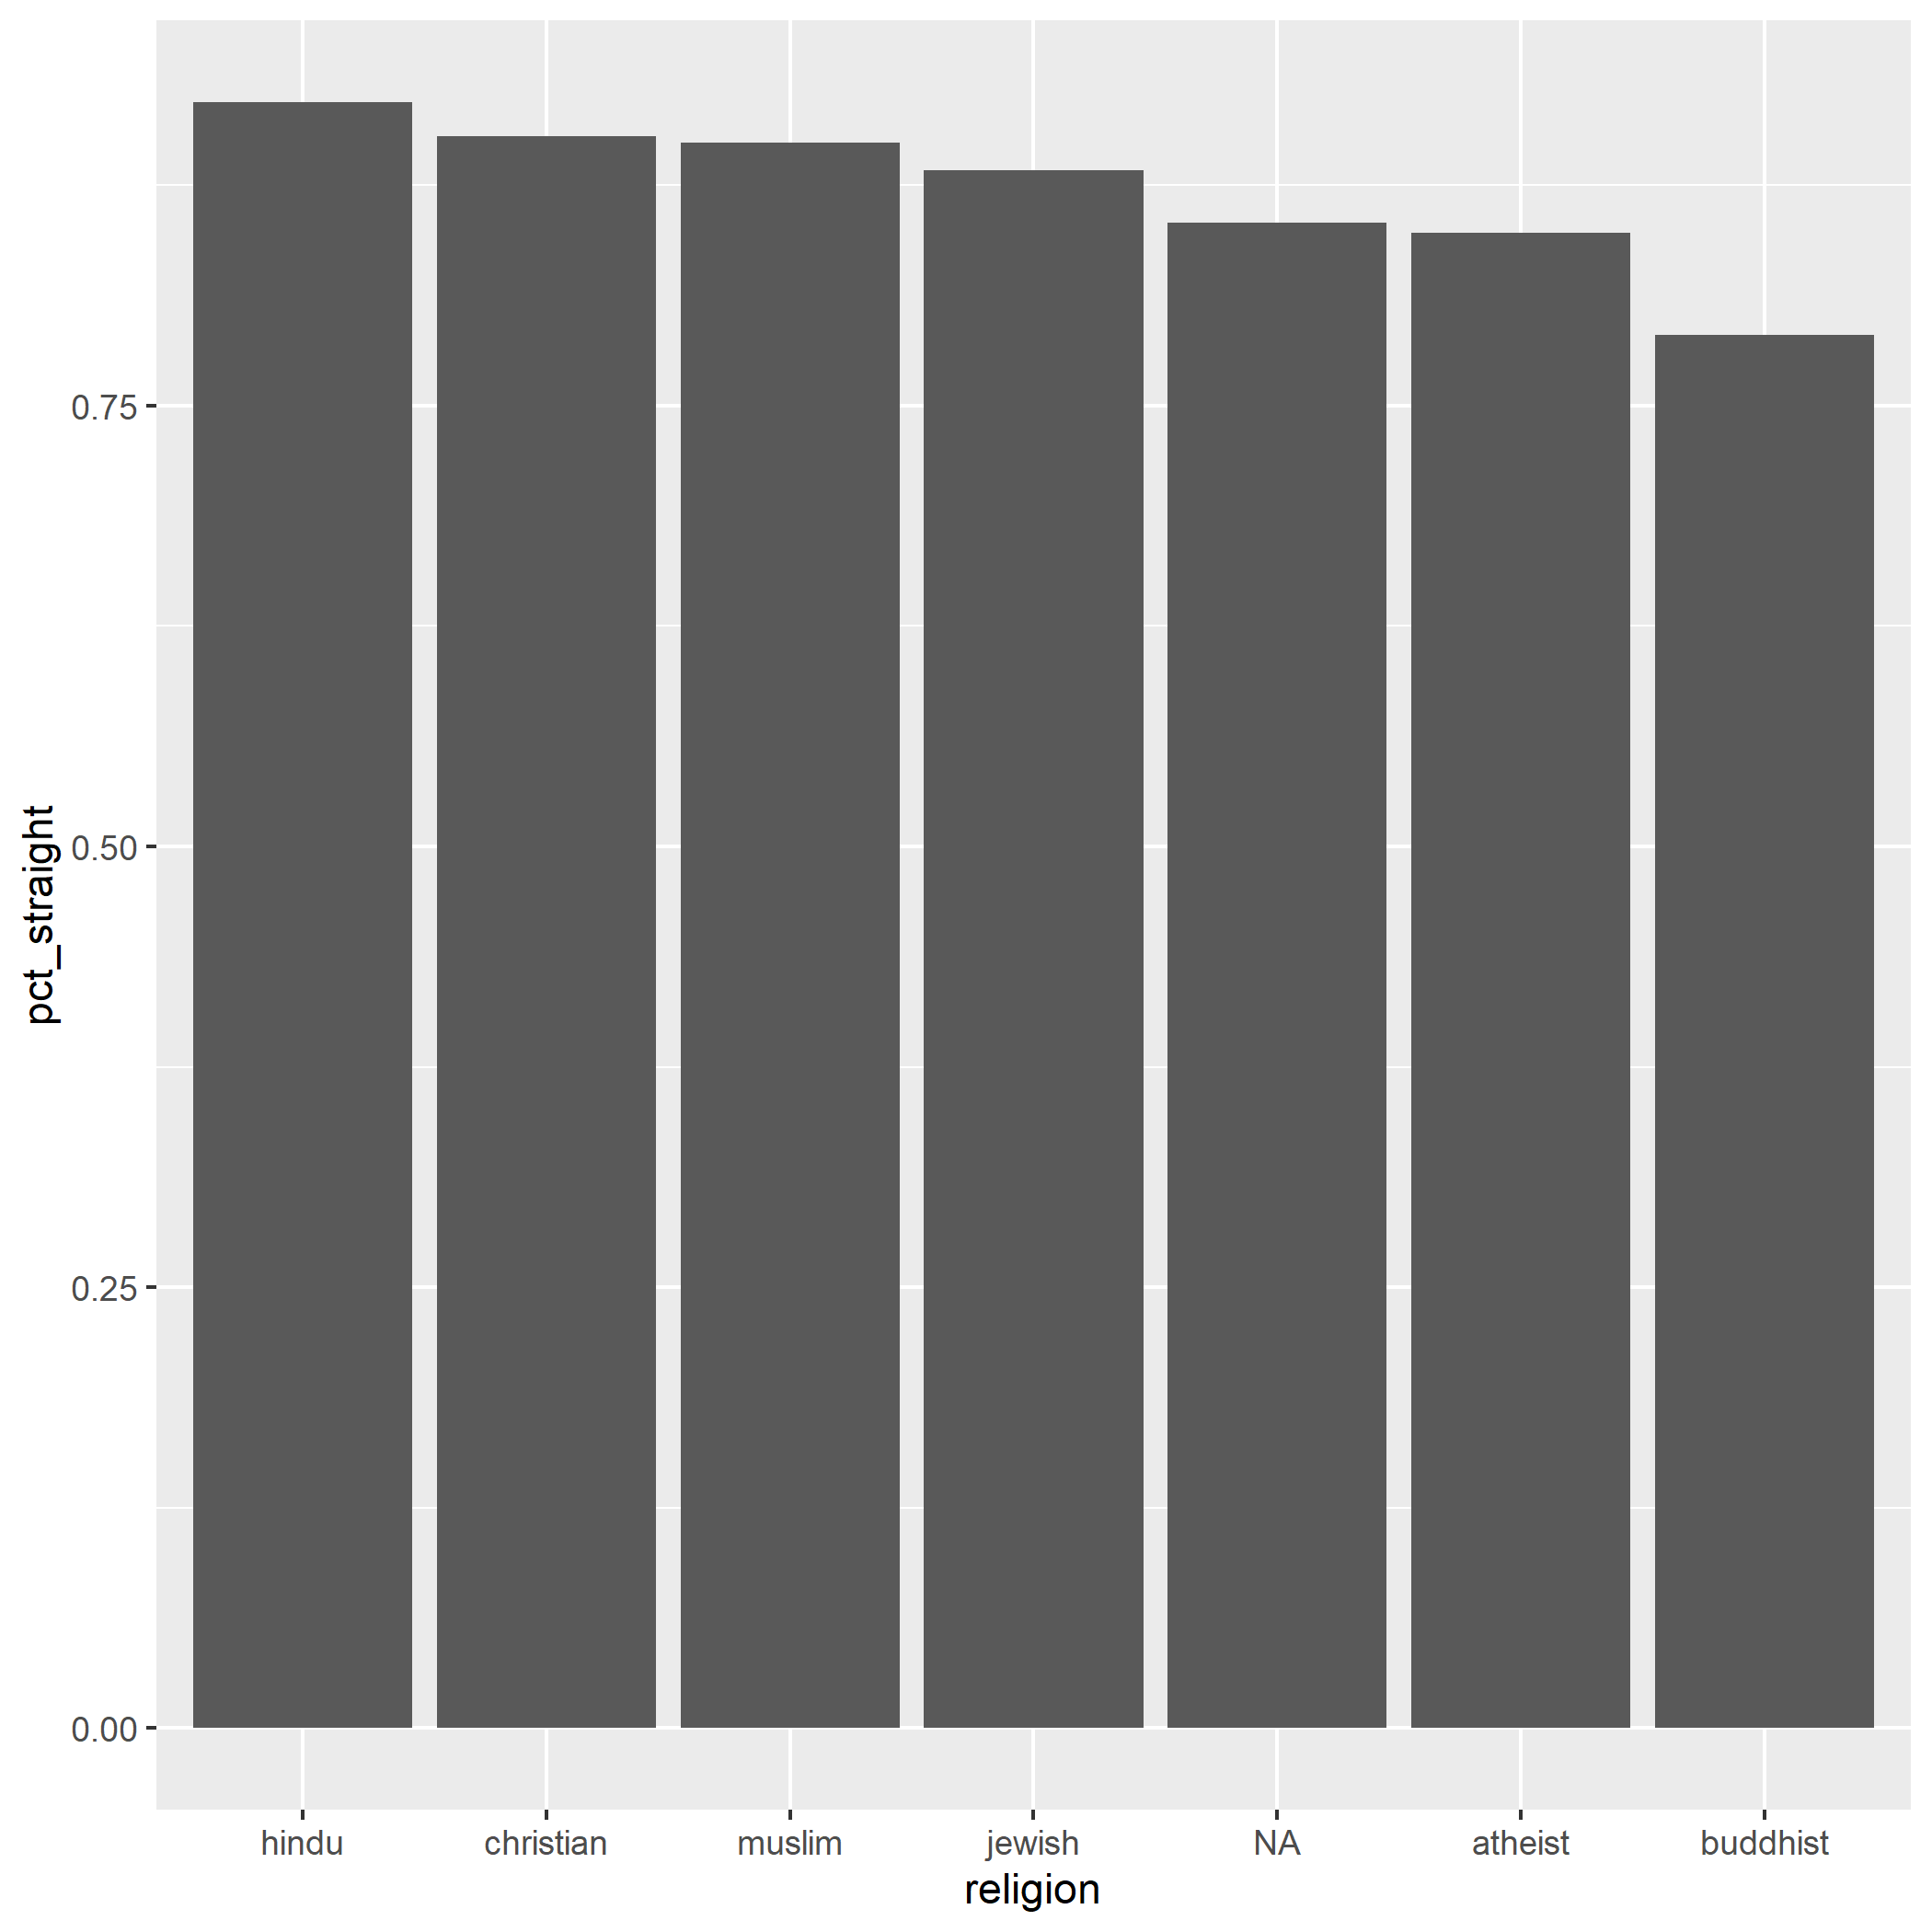 pct_straight
0.75
0.50
0.25
0.00
hindu christian muslim jewish NA atheist buddhist
religion